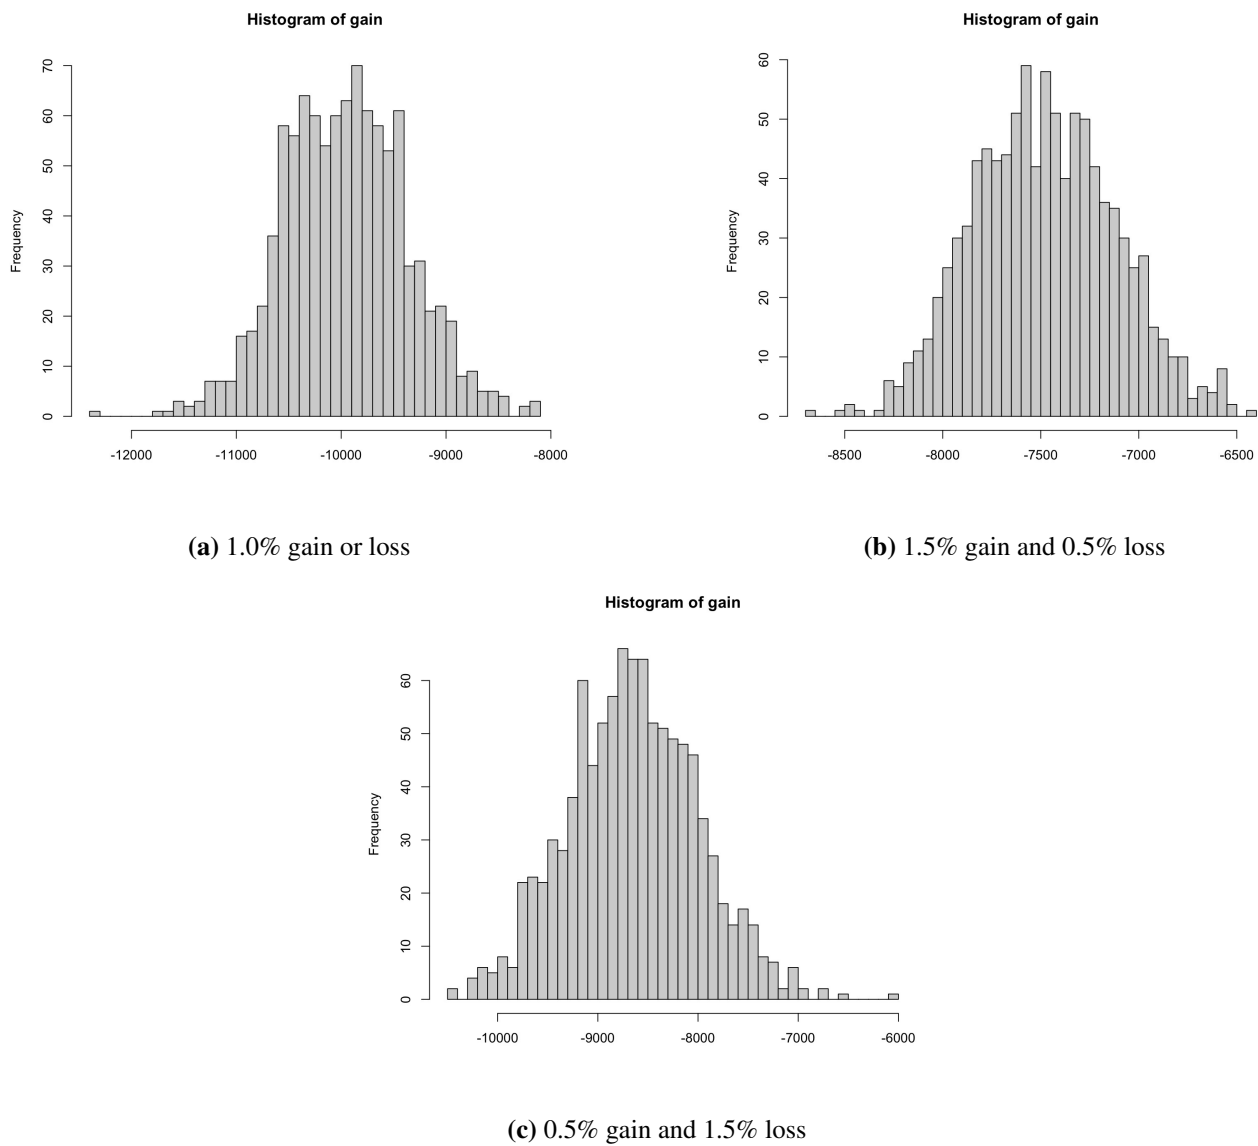 Histogram of gain
Frequency
70
60
50
40
30
20
10
0
-12000 -11000 -10000 -9000 -8000
(a) 1.0% gain or loss
Histogram of gain
Frequency
60
50
40
30
20
10
0
-8500 -8000 -7500 -7000 -6500
(b) 1.5% gain and 0.5% loss
Histogram of gain
Frequency
60
50
40
30
20
10
0
-10000 -9000 -8000 -7000 -6000
(c) 0.5% gain and 1.5% loss